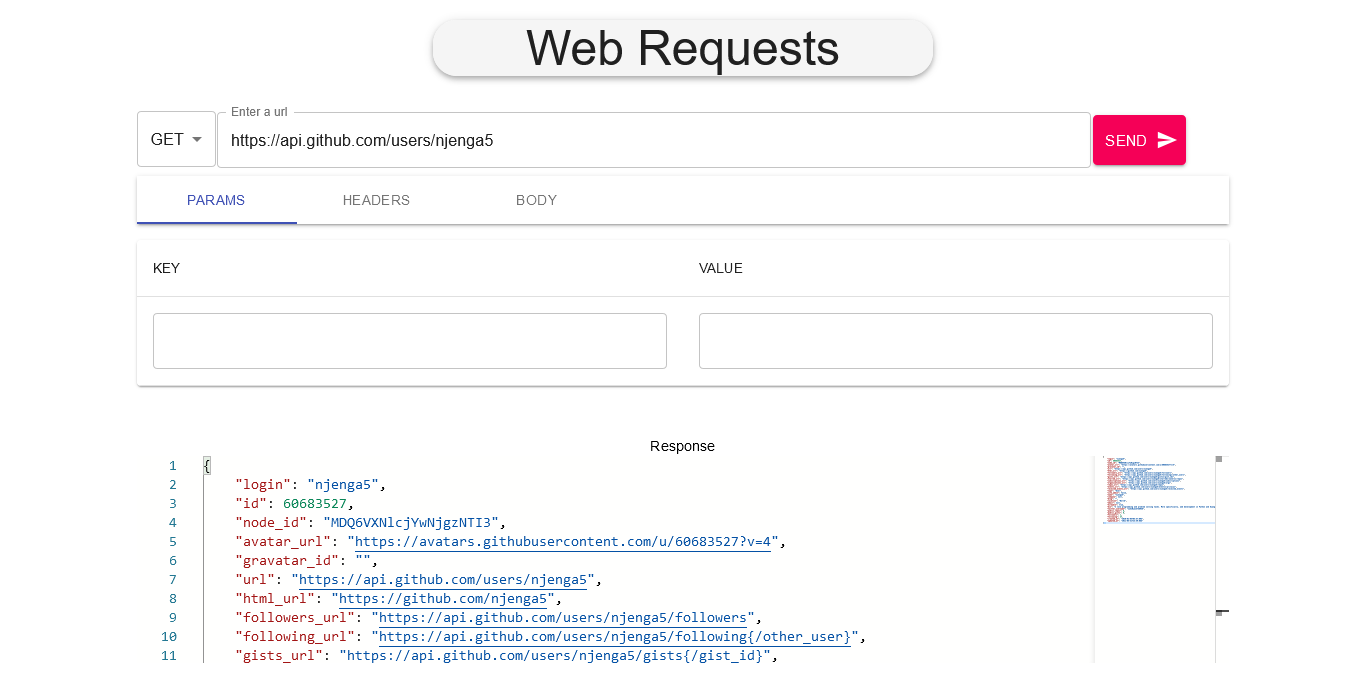 Web Requests
Enter a url
GET
https://api.github.com/users/njenga5
SEND
PARAMS HEADERS BODY
KEY VALUE
Response
1 {
2 "login": "njenga5",
3 "id": 60683527,
4 "node_id": "MDQ6VXNlcjYwNjgzNTI3",
5 "avatar_url": "https://avatars.githubusercontent.com/u/60683527?v=4",
6 "gravatar_id": "",
7 "url": "https://api.github.com/users/njenga5",
8 "html_url": "https://github.com/njenga5",
9 "followers_url": "https://api.github.com/users/njenga5/followers",
10 "following_url": "https://api.github.com/users/njenga5/following{/other_user}",
11 "gists_url": "https://api.github.com/users/njenga5/gists{/gist_id}",